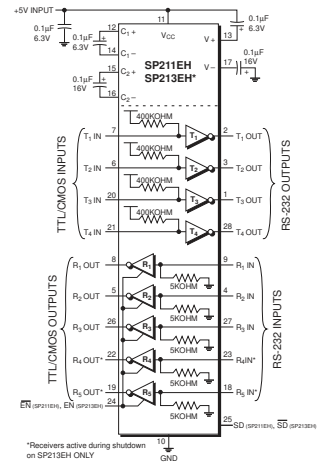 +5V INPUT
11
0.1µF
6.3V
0.1µF
6.3V
12
C1 +
VCC
V +
13
0.1µF
6.3V
14
C1 –
15
C2 +
SP211EH
SP213EH*
V –
17
0.1µF
16V
0.1µF
16V
16
C2 –
400KOHM
T1 IN
7
T1
2
T1 OUT
400KOHM
T2 IN
6
T2
3
T2 OUT
400KOHM
T3 IN
20
T3
1
T3 OUT
400KOHM
T4 IN
21
T4
28
T4 OUT
TTL/CMOS INPUTS
RS-232 OUTPUTS
R1 OUT
8
R1
9
R1 IN
5KOHM
R2 OUT
5
R2
4
R2 IN
5KOHM
R3 OUT
26
R3
27
R3 IN
5KOHM
R4 OUT*
22
R4
23
R4IN*
5KOHM
R5 OUT*
19
R5
18
R5 IN*
5KOHM
TTL/CMOS OUTPUTS
RS-232 INPUTS
EN (SP211EH), EN (SP213EH)
24
25
SD (SP211EH), SD (SP213EH)
*Receivers active during shutdown
on SP213EH ONLY
10
GND